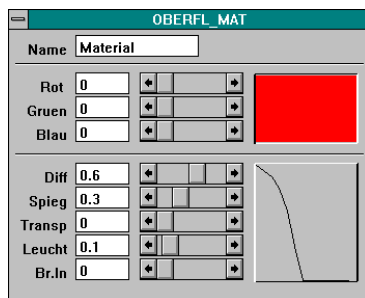 OBERFL_MAT
Name Material
Rot 0
Gruen 0
Blau 0
Diff 0.6
Spieg 0.3
Transp 0
Leucht 0.1
Br.In 0